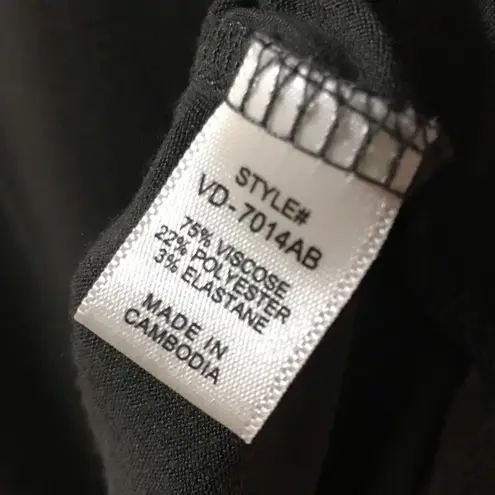 STYLE#
VD-7014AB
75% VISCOSE
22% POLYESTER
3% ELASTANE
MADE IN
CAMBODIA